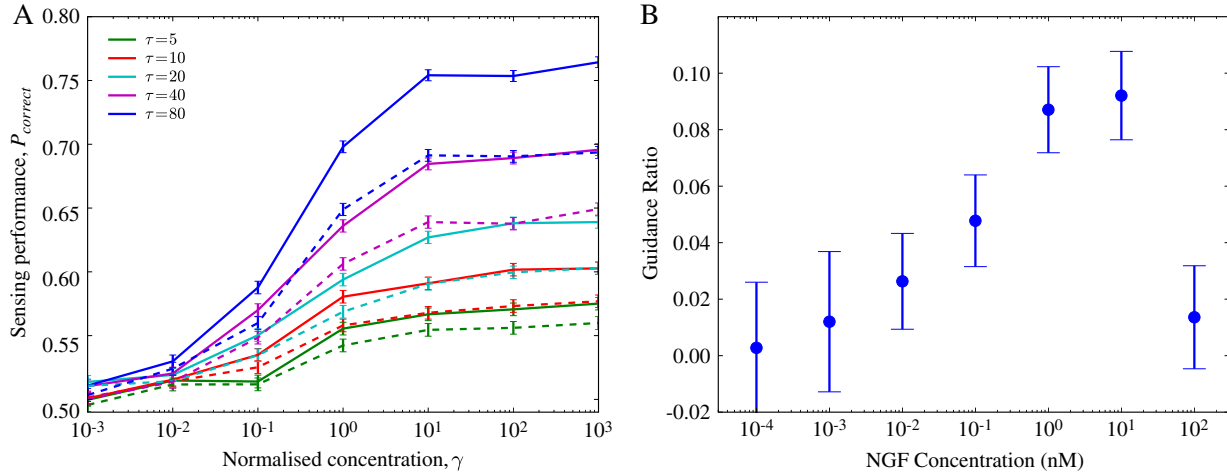 A
0.80
0.75
0.70
0.65
0.60
0.55
0.50
Sensing performance, P_correct
τ=5
τ=10
τ=20
τ=40
τ=80
10⁻³ 10⁻² 10⁻¹ 10⁰ 10¹ 10² 10³
Normalised concentration, γ
B
0.10
0.08
0.06
0.04
0.02
0.00
-0.02
Guidance Ratio
10⁻⁴ 10⁻³ 10⁻² 10⁻¹ 10⁰ 10¹ 10²
NGF Concentration (nM)